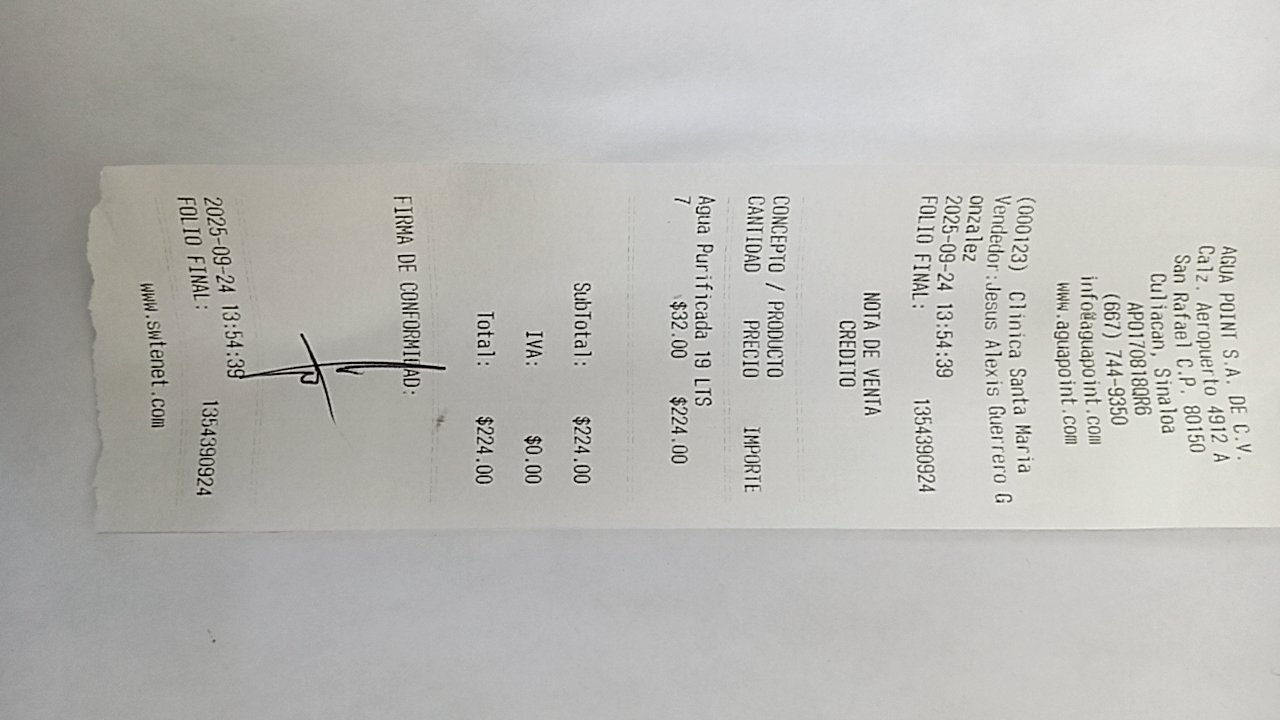 AGUA POINT S.A. DE C.V.
Calz. Aeropuerto 4912 A
San Rafael C.P. 80150
Culiacan, Sinaloa
APO170818QR6
(667) 744-9350
info@aguapoint.com
www.aguapoint.com
(000123) Clinica Santa Maria
Vendedor:Jesus Alexis Guerrero G
onzalez
2025-09-24 13:54:39
FOLIO FINAL: 1354390924
NOTA DE VENTA
CREDITO
CONCEPTO / PRODUCTO
CANTIDAD PRECIO IMPORTE
Agua Purificada 19 LTS
7 $32.00 $224.00
SubTotal: $224.00
IVA: $0.00
Total: $224.00
FIRMA DE CONFORMIDAD:
2025-09-24 13:54:39
FOLIO FINAL: 1354390924
www.swtenet.com